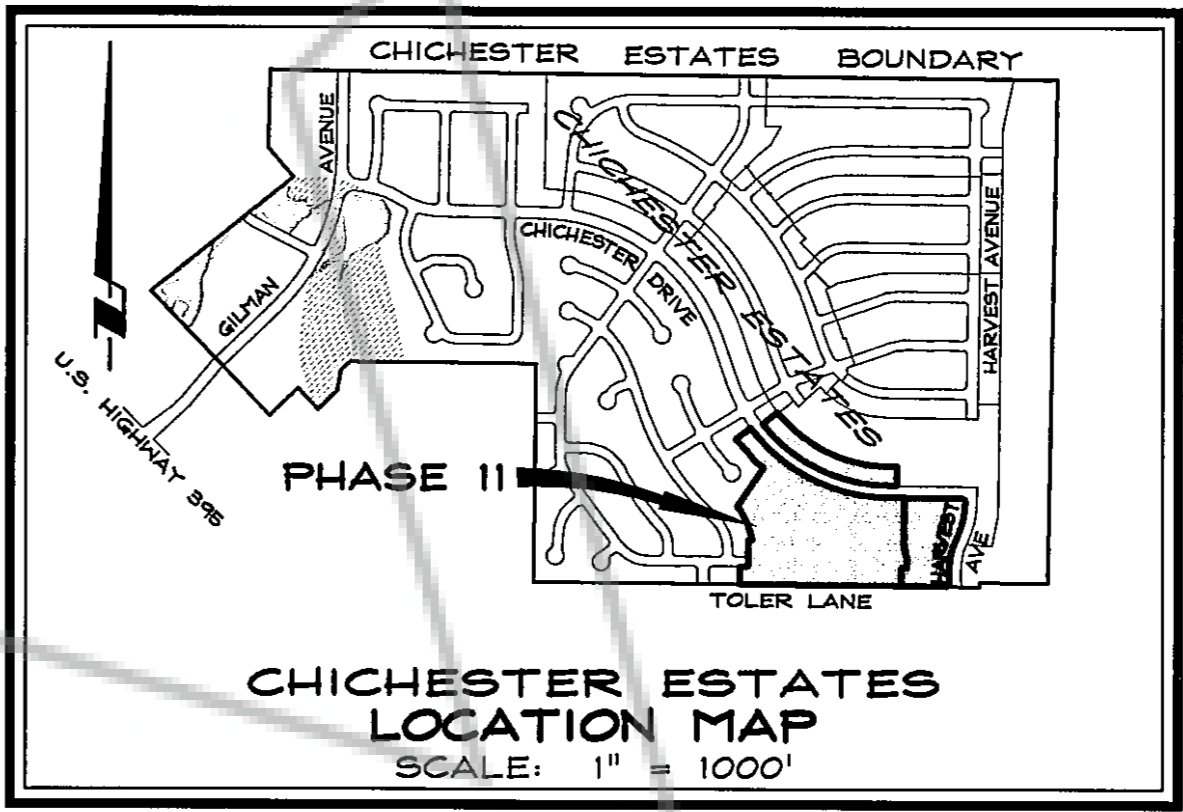 CHICHESTER ESTATES BOUNDARY
AVENUE
GILMAN
U.S. HIGHWAY 395
CHICHESTER ESTATES
CHICHESTER
DRIVE
HARVEST AVENUE
PHASE 11
HARVEST
AVE
TOLER LANE
CHICHESTER ESTATES
LOCATION MAP
SCALE: 1" = 1000'